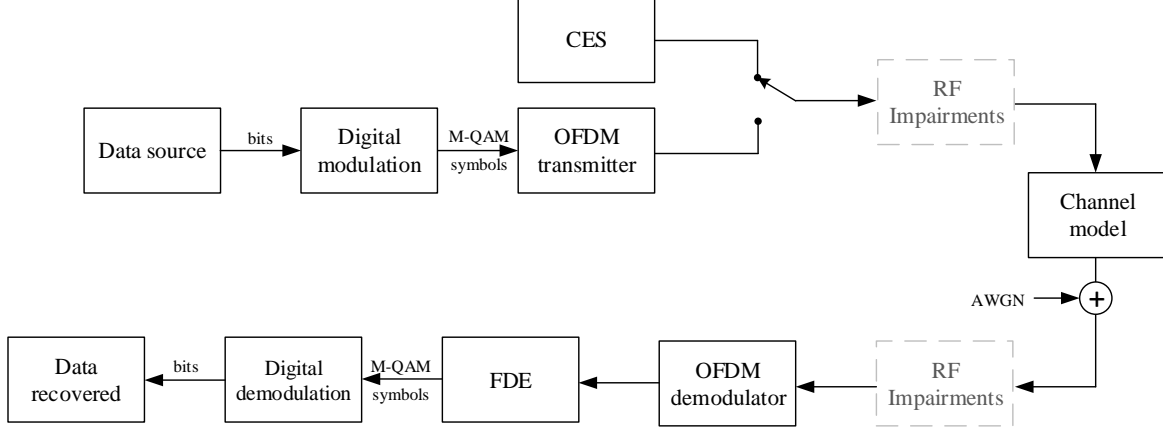 CES
RF
Impairments
Data source
bits
Digital
modulation
M-QAM
symbols
OFDM
transmitter
Channel
model
AWGN
+
Data
recovered
bits
Digital
demodulation
M-QAM
symbols
FDE
OFDM
demodulator
RF
Impairments